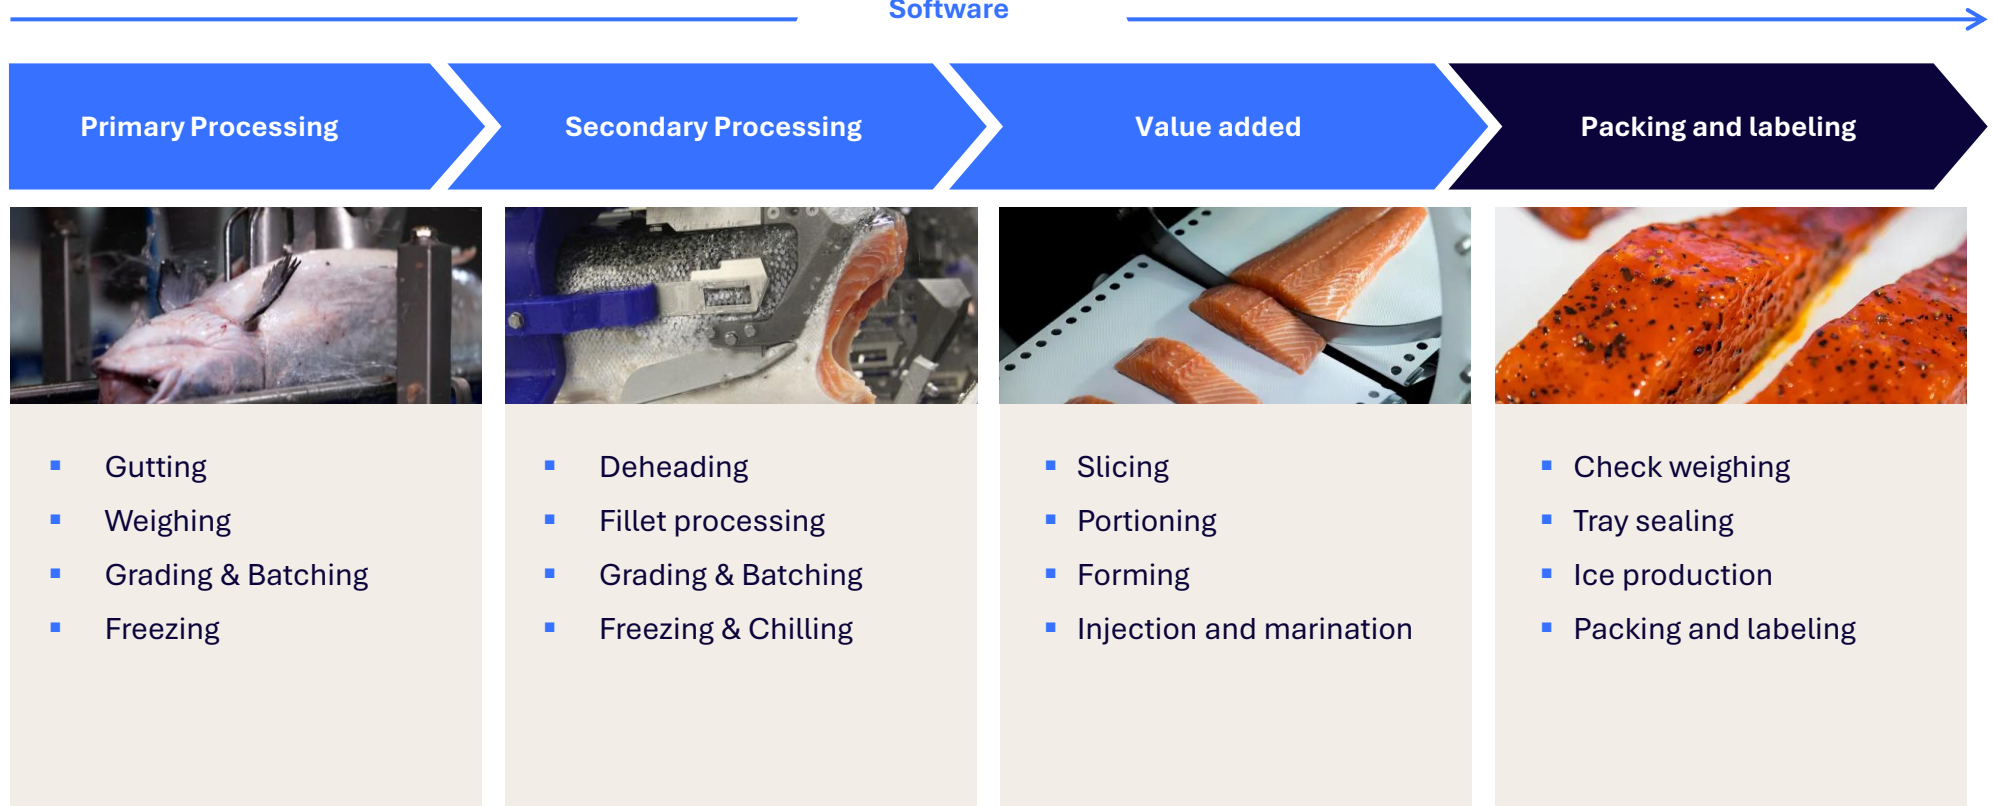 Software
Primary Processing
Secondary Processing
Value added
Packing and labeling
Gutting
Weighing
Grading & Batching
Freezing
Deheading
Fillet processing
Grading & Batching
Freezing & Chilling
Slicing
Portioning
Forming
Injection and marination
Check weighing
Tray sealing
Ice production
Packing and labeling